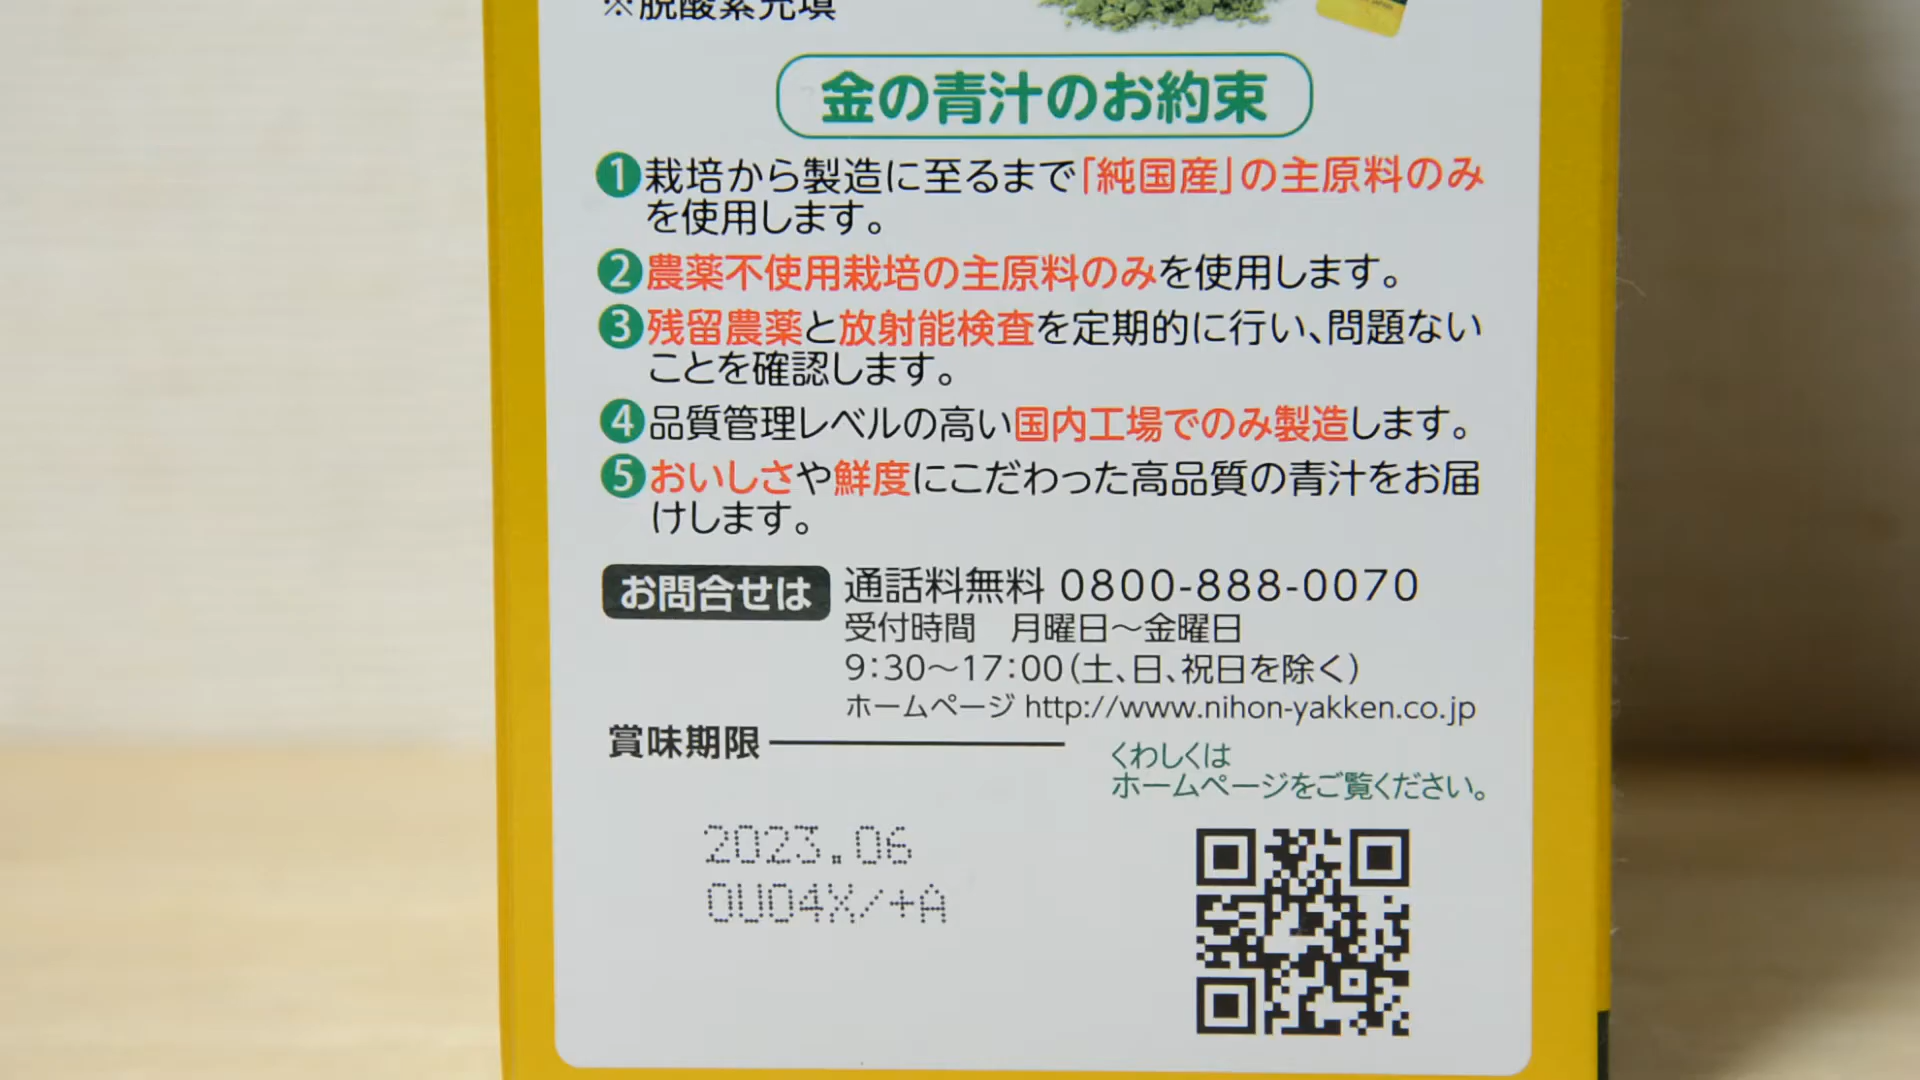 ※脱酸素充填
金の青汁のお約束
1 栽培から製造に至るまで「純国産」の主原料のみ
を使用します。
2 農薬不使用栽培の主原料のみを使用します。
3 残留農薬と放射能検査を定期的に行い、問題ない
ことを確認します。
4 品質管理レベルの高い国内工場でのみ製造します。
5 おいしさや鮮度にこだわった高品質の青汁をお届
けします。
お問合せは 通話料無料 0800-888-0070
受付時間 月曜日〜金曜日
9:30〜17:00(土、日、祝日を除く)
ホームページ http://www.nihon-yakken.co.jp
賞味期限
くわしくは
ホームページをご覧ください。
2023.06
0U04X/+A